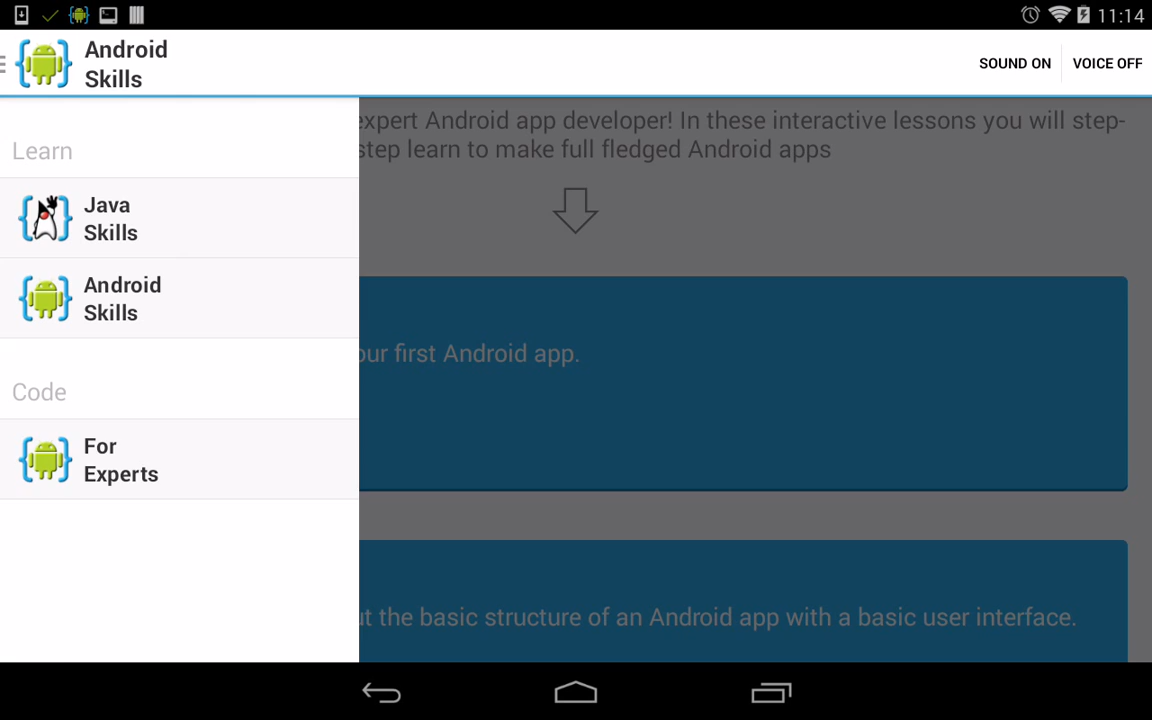 11:14
Android
Skills
SOUND ON
VOICE OFF
Learn
Java
Skills
Android
Skills
Code
For
Experts
expert Android app developer! In these interactive lessons you will step-
step learn to make full fledged Android apps
our first Android app.
ut the basic structure of an Android app with a basic user interface.